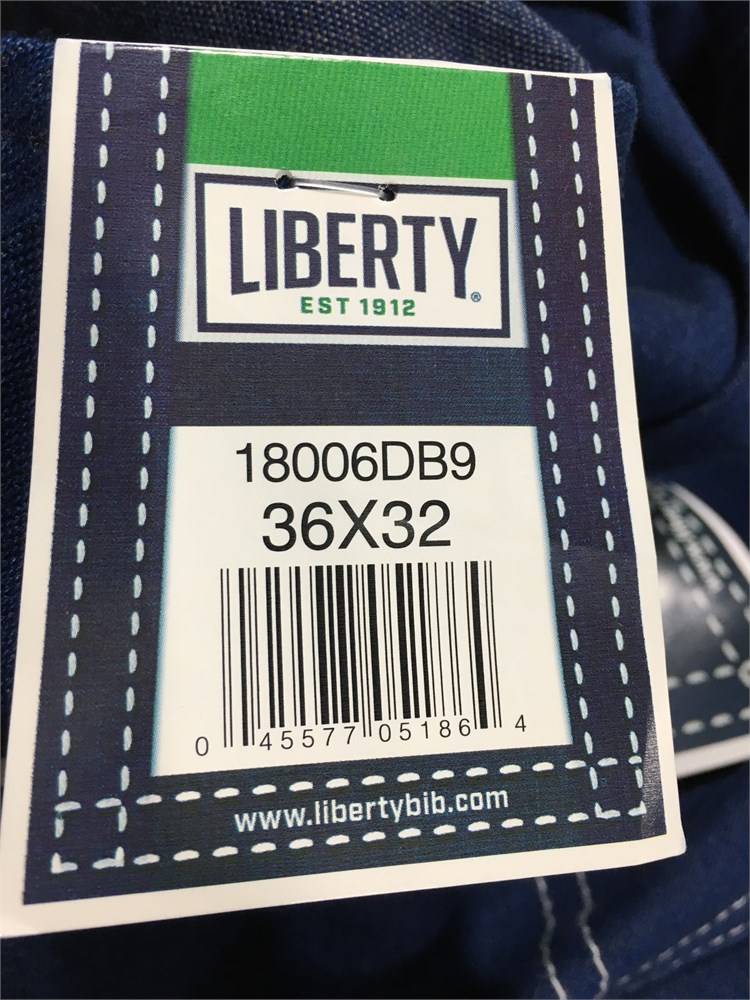 LIBERTY®
EST 1912
18006DB9
36X32
0 45577 05186 4
www.libertybib.com